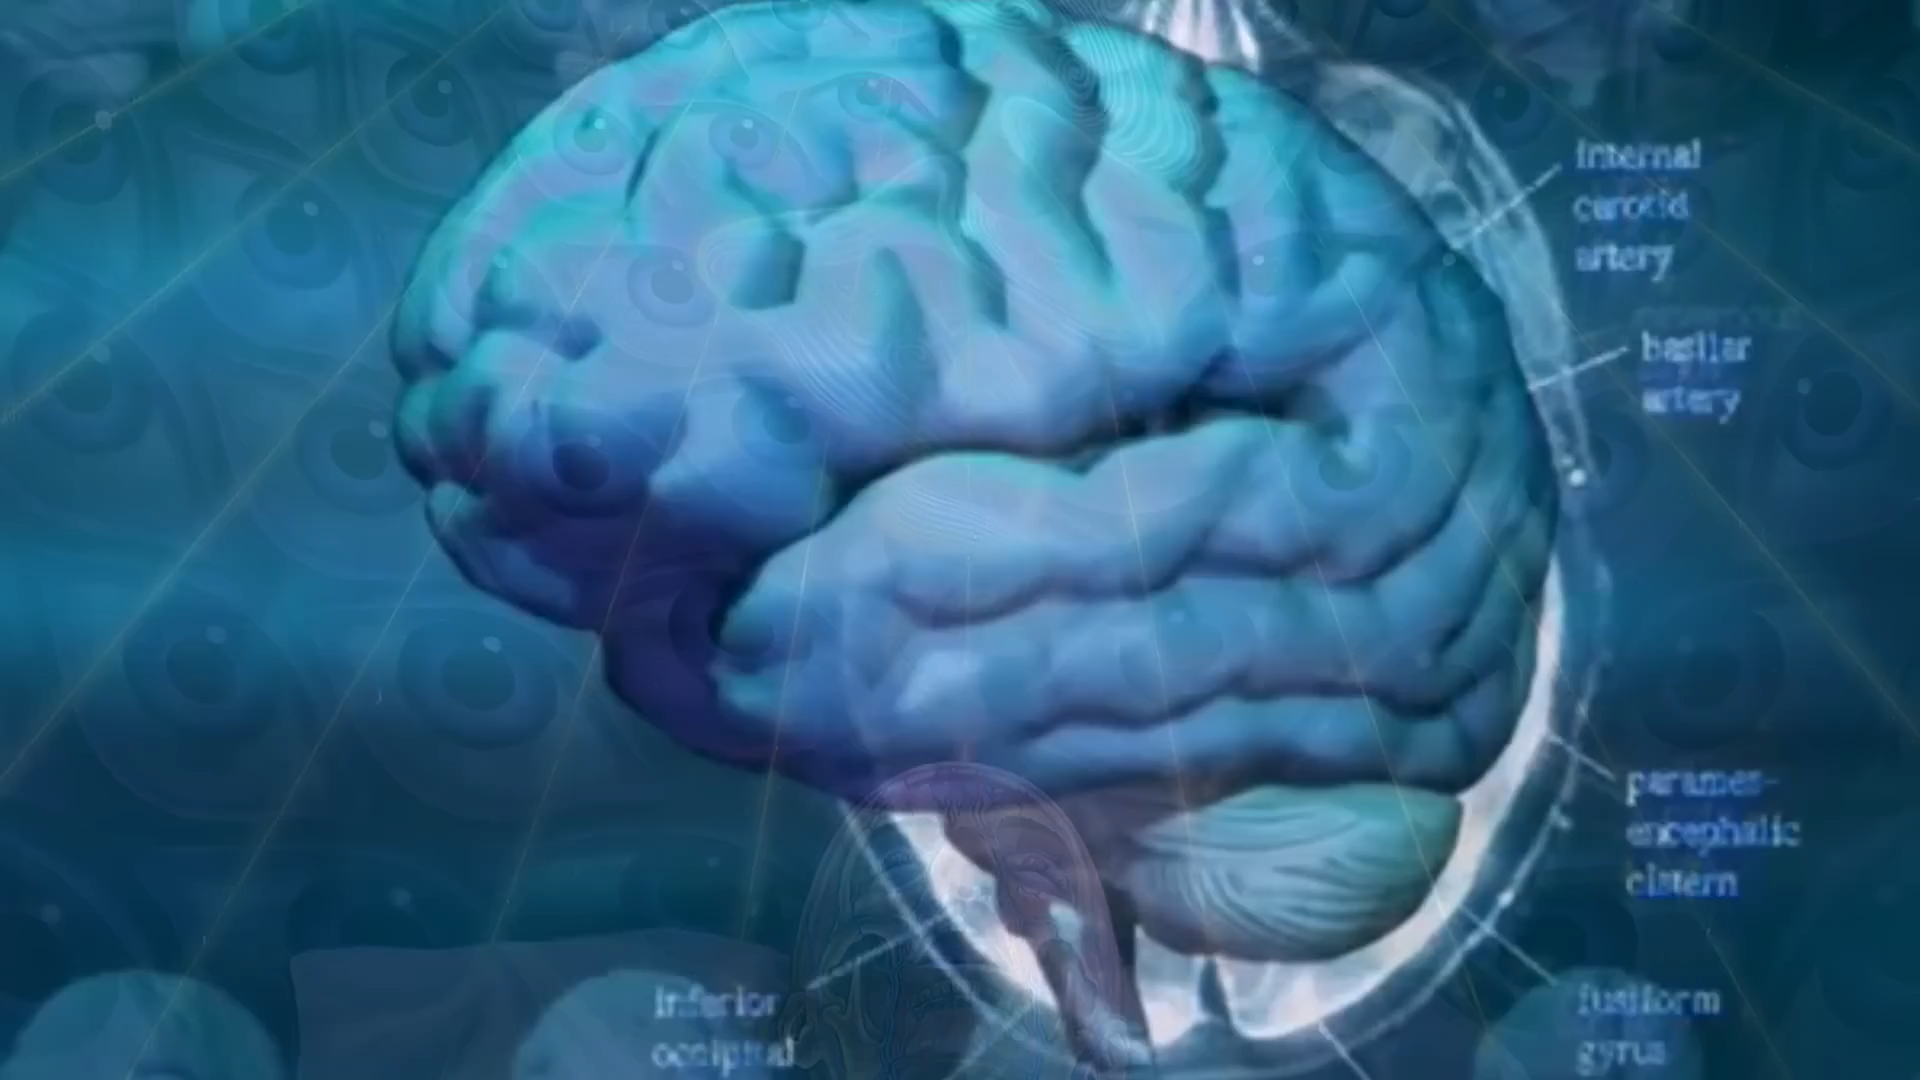 internal
carotid
artery
basilar
artery
parames-
encephalic
cistern
inferior
occipital
fusiform
gyrus